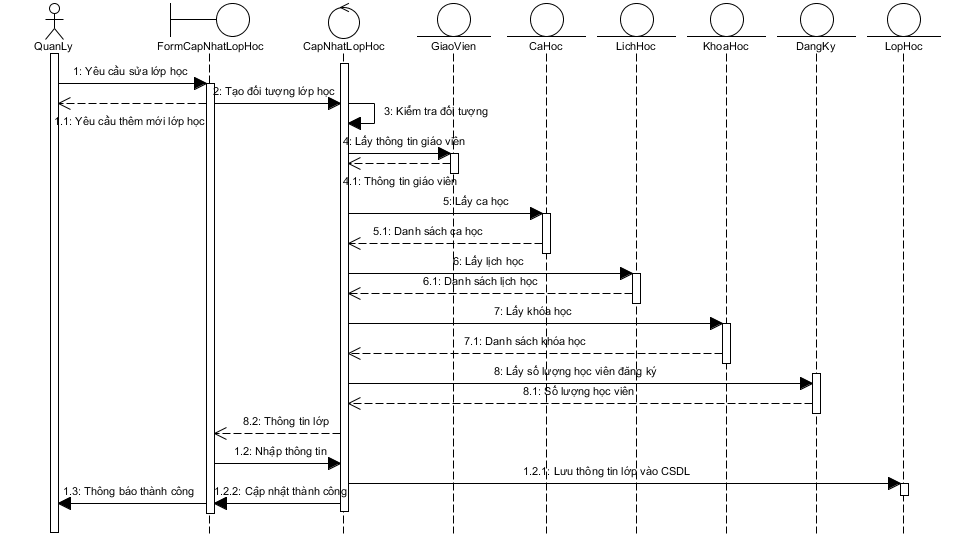 QuanLy
FormCapNhatLopHoc
CapNhatLopHoc
GiaoVien
CaHoc
LichHoc
KhoaHoc
DangKy
LopHoc
1: Yêu cầu sửa lớp học
2: Tạo đối tượng lớp học
3: Kiểm tra đối tượng
1.1: Yêu cầu thêm mới lớp học
4: Lấy thông tin giáo viên
4.1: Thông tin giáo viên
5:Lấy ca học
5.1: Danh sách ca học
6: Lấy lịch học
6.1: Danh sách lịch học
7: Lấy khóa học
7.1: Danh sách khóa học
8: Lấy số lượng học viên đăng ký
8.1: Số lượng học viên
8.2: Thông tin lớp
1.2: Nhập thông tin
1.2.1: Lưu thông tin lớp vào CSDL
1.3: Thông báo thành công
1.2.2: Cập nhật thành công